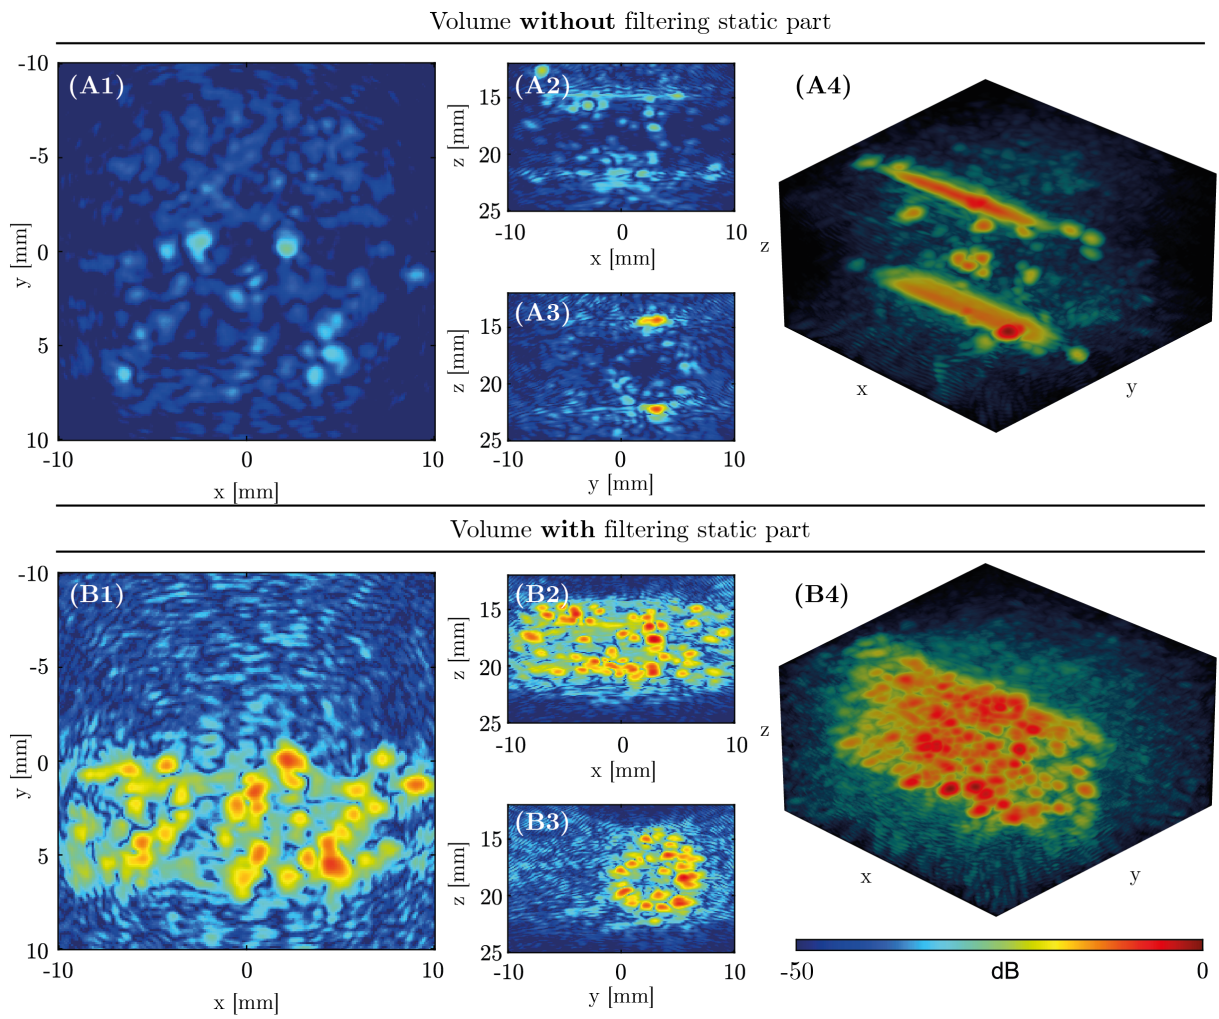 Volume without filtering static part
(A1)
-10
-5
0
5
10
y [mm]
-10
0
10
x [mm]
(A2)
15
20
25
z [mm]
-10
0
10
x [mm]
(A3)
15
20
25
z [mm]
-10
0
10
y [mm]
(A4)
z
x
y
Volume with filtering static part
(B1)
-10
-5
0
5
10
y [mm]
-10
0
10
x [mm]
(B2)
15
20
25
z [mm]
-10
0
10
x [mm]
(B3)
15
20
25
z [mm]
-10
0
10
y [mm]
(B4)
z
x
y
-50
dB
0